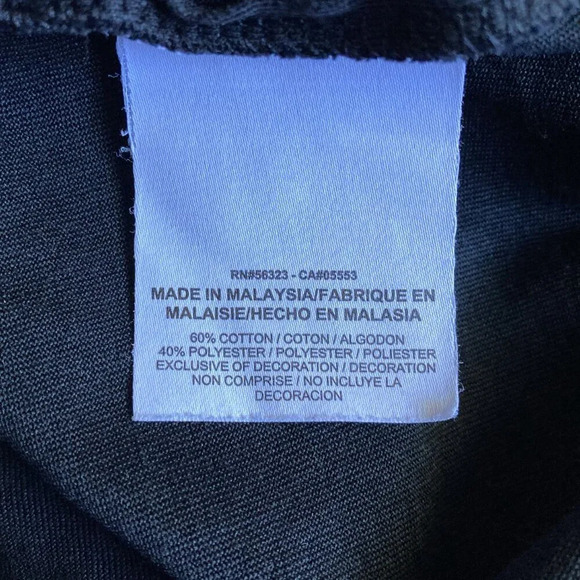 RN#56323 - CA#05553
MADE IN MALAYSIA/FABRIQUE EN
MALAISIE/HECHO EN MALASIA
60% COTTON / COTON / ALGODON
40% POLYESTER / POLYESTER / POLIESTER
EXCLUSIVE OF DECORATION / DECORATION
NON COMPRISE / NO INCLUYE LA
DECORACION